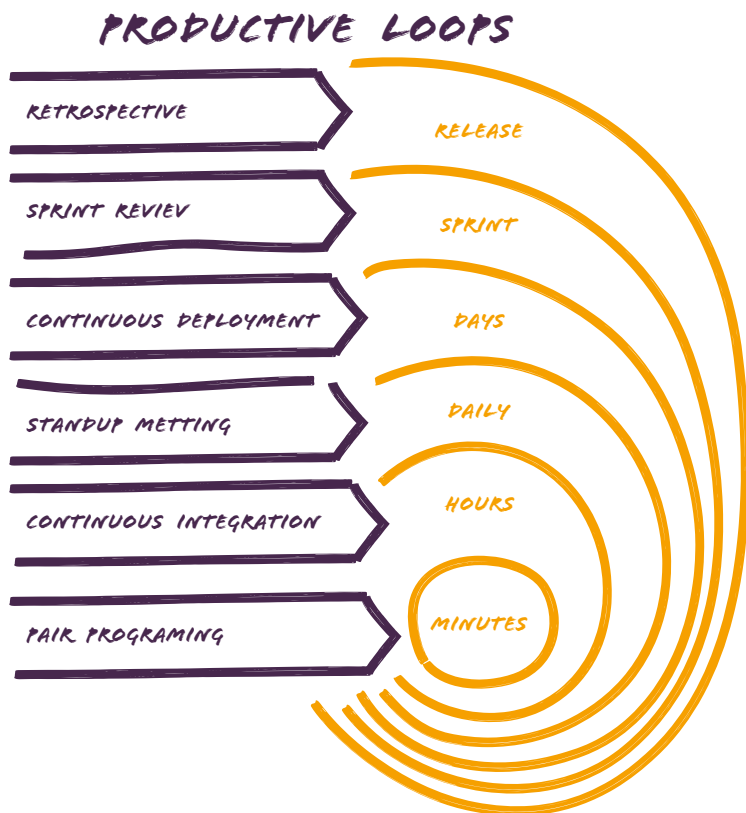 PRODUCTIVE LOOPS
RETROSPECTIVE
RELEASE
SPRINT REVIEV
SPRINT
CONTINUOUS DEPLOYMENT
DAYS
STANDUP METTING
DAILY
CONTINUOUS INTEGRATION
HOURS
PAIR PROGRAMING
MINUTES